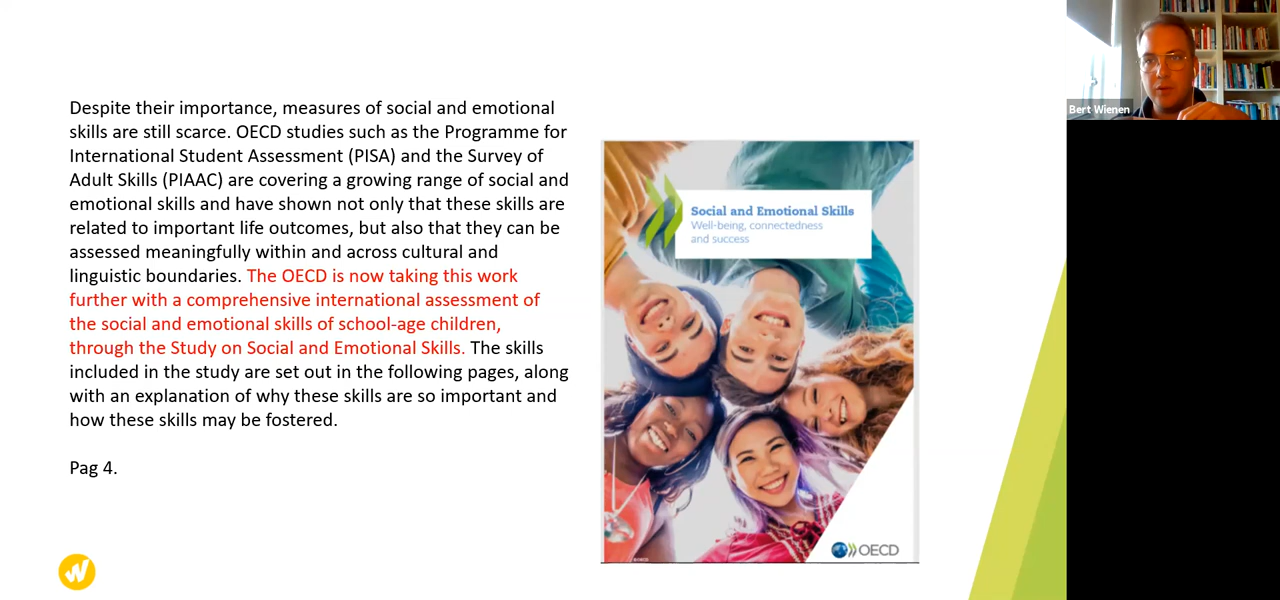 Despite their importance, measures of social and emotional
skills are still scarce. OECD studies such as the Programme for
International Student Assessment (PISA) and the Survey of
Adult Skills (PIAAC) are covering a growing range of social and
emotional skills and have shown not only that these skills are
related to important life outcomes, but also that they can be
assessed meaningfully within and across cultural and
linguistic boundaries. The OECD is now taking this work
further with a comprehensive international assessment of
the social and emotional skills of school-age children,
through the Study on Social and Emotional Skills. The skills
included in the study are set out in the following pages, along
with an explanation of why these skills are so important and
how these skills may be fostered.
Pag 4.
Social and Emotional Skills
Well-being, connectedness
and success
OECD
Bert Wienen